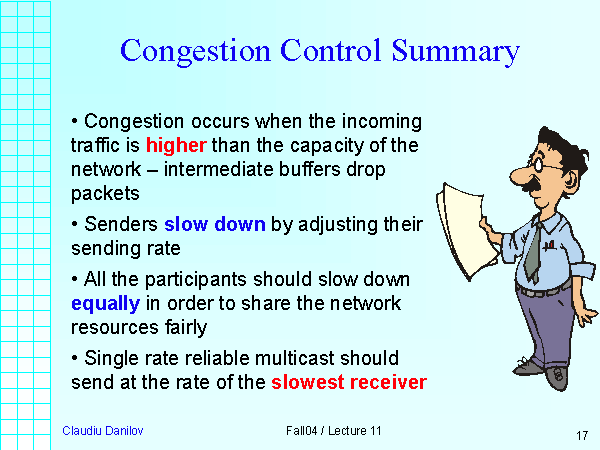 Congestion Control Summary
• Congestion occurs when the incoming
traffic is higher than the capacity of the
network – intermediate buffers drop
packets
• Senders slow down by adjusting their
sending rate
• All the participants should slow down
equally in order to share the network
resources fairly
• Single rate reliable multicast should
send at the rate of the slowest receiver
Claudiu Danilov
Fall04 / Lecture 11
17